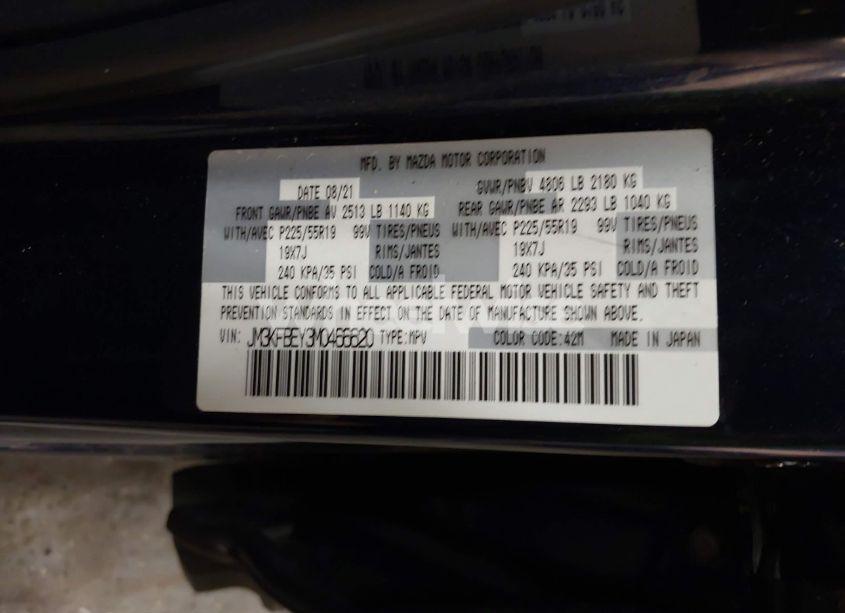 MFD. BY MAZDA MOTOR CORPORATION
DATE 08/21 GVWR/PNBV 4806 LB 2180 KG
FRONT GAWR/PNBE AV 2513 LB 1140 KG REAR GAWR/PNBE AR 2293 LB 1040 KG
WITH/AVEC P225/55R19 99V TIRES/PNEUS WITH/AVEC P225/55R19 99V TIRES/PNEUS
19X7J RIMS/JANTES 19X7J RIMS/JANTES
240 KPA/35 PSI COLD/A FROID 240 KPA/35 PSI COLD/A FROID
THIS VEHICLE CONFORMS TO ALL APPLICABLE FEDERAL MOTOR VEHICLE SAFETY AND THEFT
PREVENTION STANDARDS IN EFFECT ON THE DATE OF MANUFACTURE SHOWN ABOVE.
VIN: TYPE:MPV COLOR CODE:42M MADE IN JAPAN